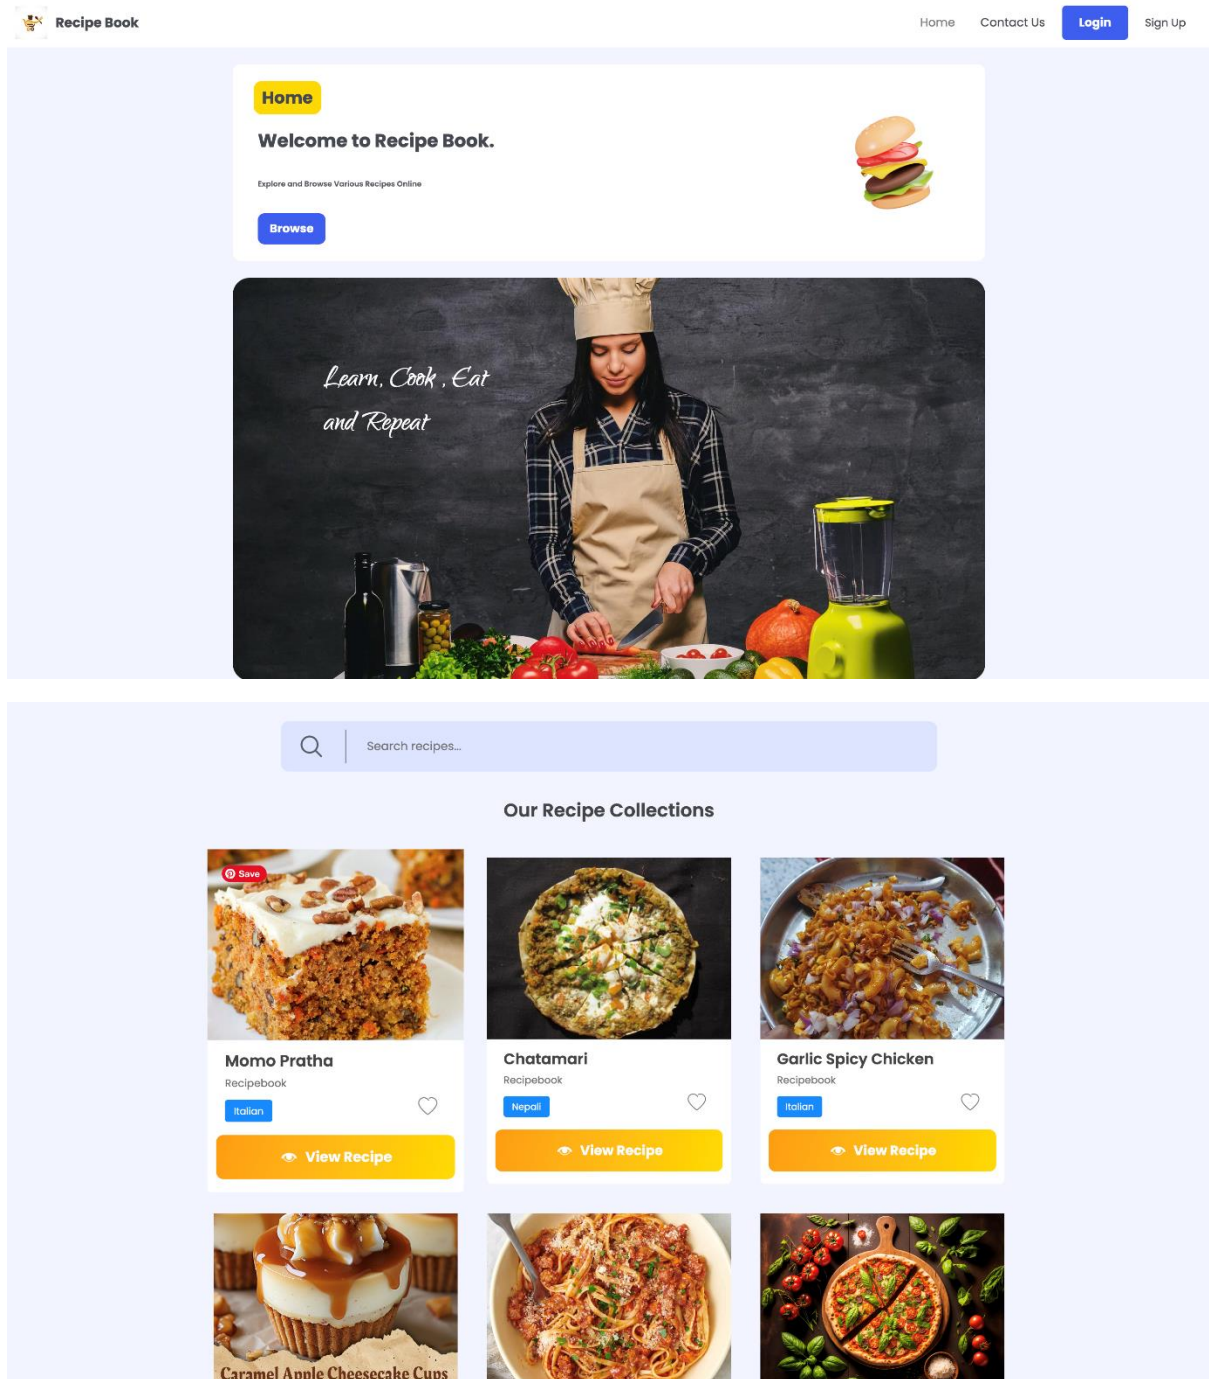 Recipe Book
Home
Contact Us
Login
Sign Up
Home
Welcome to Recipe Book.
Explore and Browse Various Recipes Online
Browse
Learn, Cook , Eat
and Repeat
Search recipes...
Our Recipe Collections
Save
Momo Pratha
Recipebook
Italian
View Recipe
Chatamari
Recipebook
Nepali
View Recipe
Garlic Spicy Chicken
Recipebook
Italian
View Recipe
Caramel Apple Cheesecake Cups